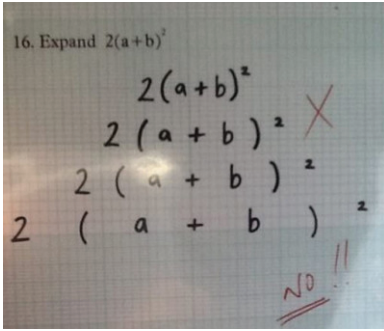 16. Expand 2(a+b)²
2(a+b)²
2 ( a + b ) ² X
2 ( a + b ) ²
2 ( a + b ) ²
NO!!